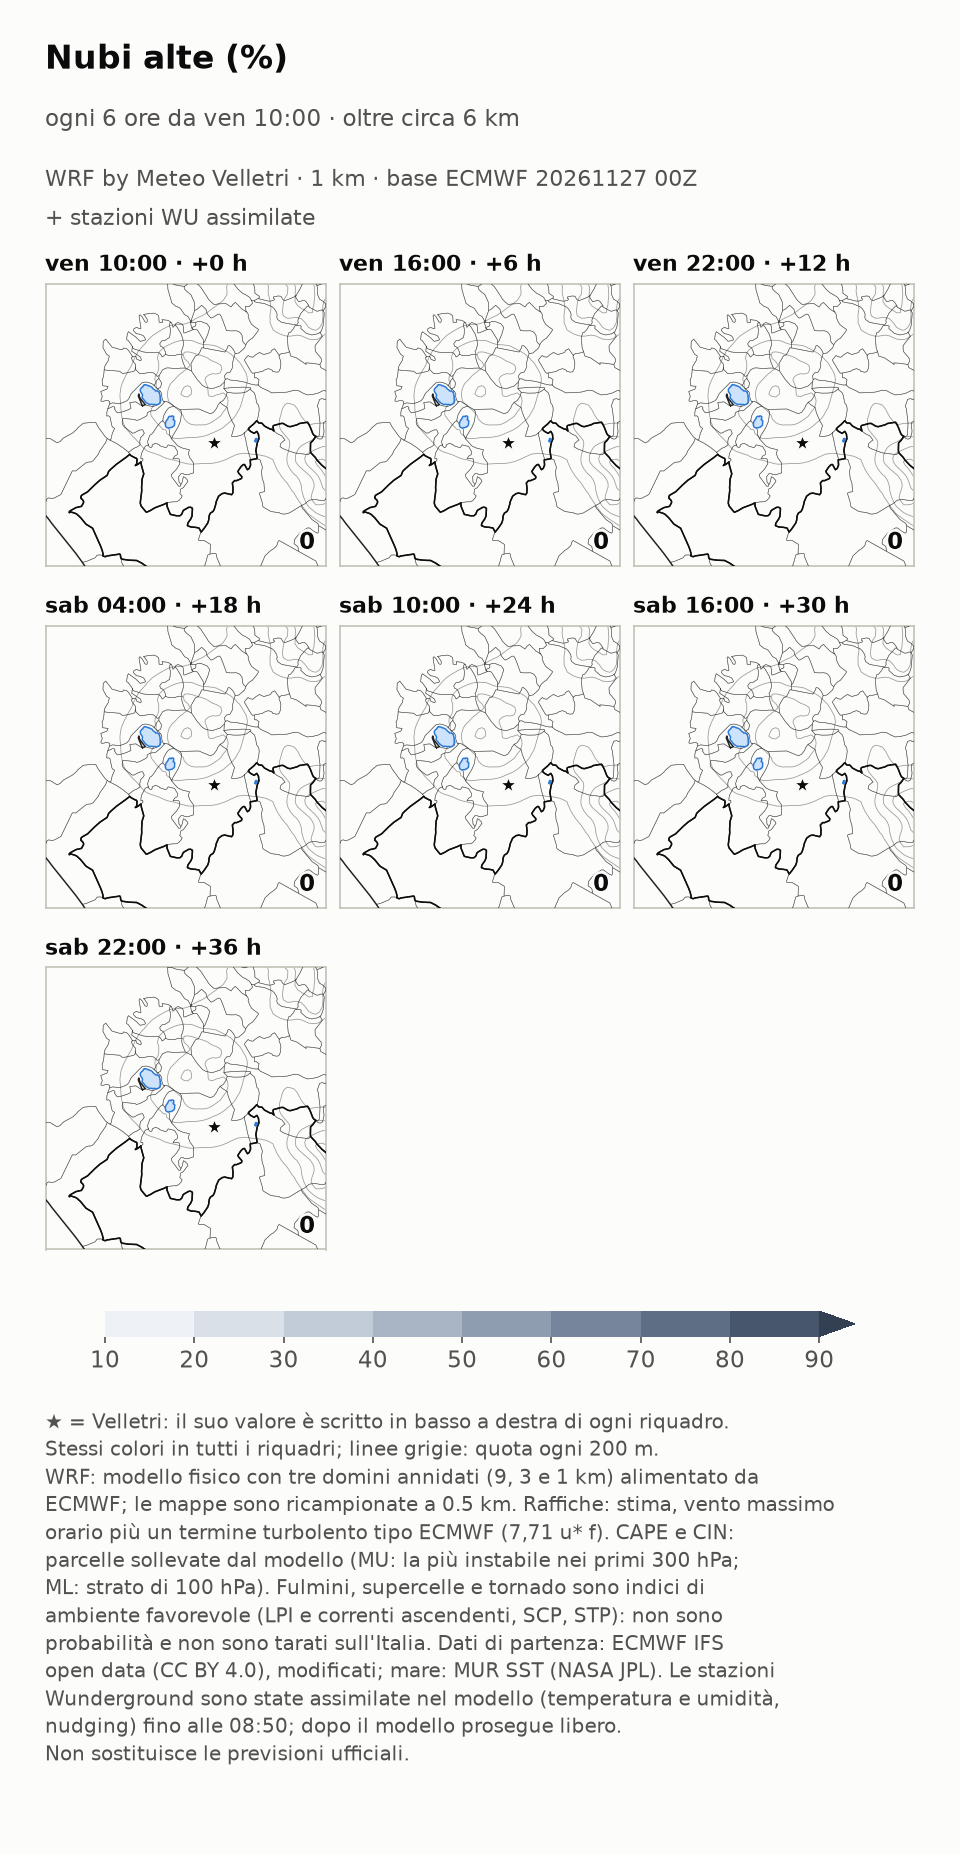 Nubi alte (%)
ogni 6 ore da ven 10:00 · oltre circa 6 km
WRF by Meteo Velletri · 1 km · base ECMWF 20261127 00Z
+ stazioni WU assimilate
ven 10:00 · +0 h
ven 16:00 · +6 h
ven 22:00 · +12 h
0
0
0
sab 04:00 · +18 h
sab 10:00 · +24 h
sab 16:00 · +30 h
0
0
0
sab 22:00 · +36 h
0
10 20 30 40 50 60 70 80 90
★ = Velletri: il suo valore è scritto in basso a destra di ogni riquadro.
Stessi colori in tutti i riquadri; linee grigie: quota ogni 200 m.
WRF: modello fisico con tre domini annidati (9, 3 e 1 km) alimentato da
ECMWF; le mappe sono ricampionate a 0.5 km. Raffiche: stima, vento massimo
orario più un termine turbolento tipo ECMWF (7,71 u* f). CAPE e CIN:
parcelle sollevate dal modello (MU: la più instabile nei primi 300 hPa;
ML: strato di 100 hPa). Fulmini, supercelle e tornado sono indici di
ambiente favorevole (LPI e correnti ascendenti, SCP, STP): non sono
probabilità e non sono tarati sull'Italia. Dati di partenza: ECMWF IFS
open data (CC BY 4.0), modificati; mare: MUR SST (NASA JPL). Le stazioni
Wunderground sono state assimilate nel modello (temperatura e umidità,
nudging) fino alle 08:50; dopo il modello prosegue libero.
Non sostituisce le previsioni ufficiali.